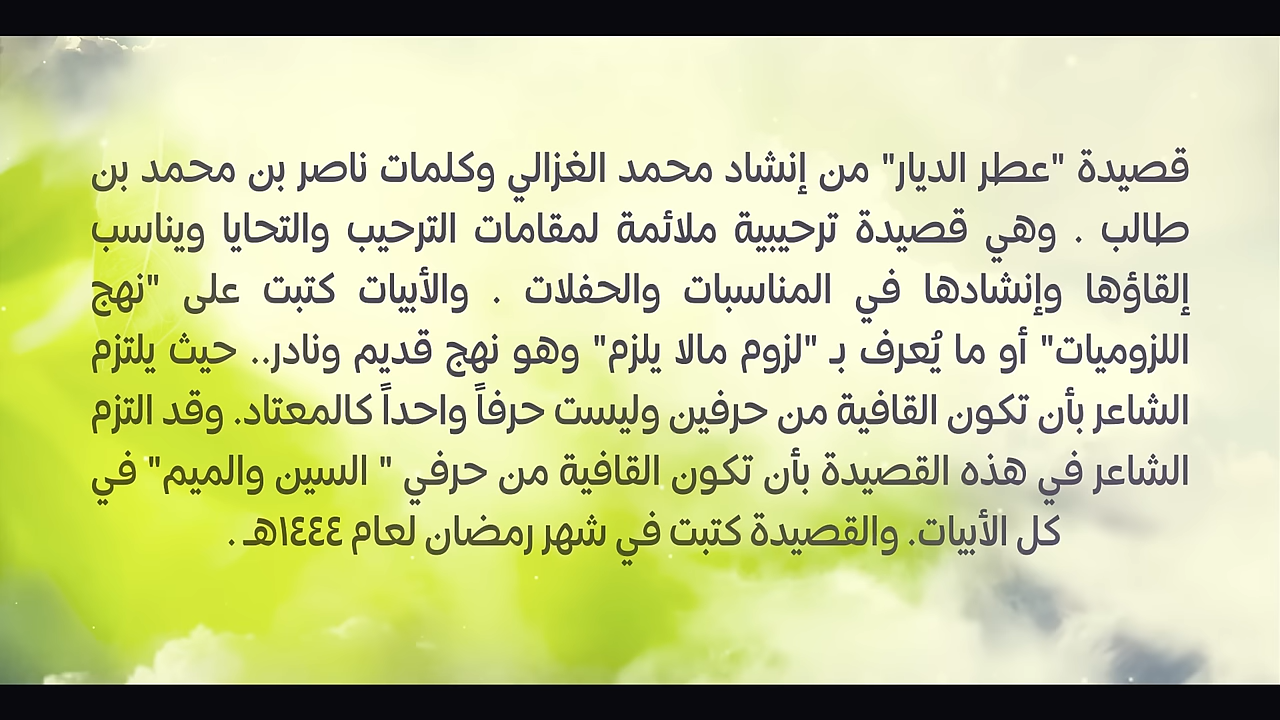 قصيدة "عطر الديار" من إنشاد محمد الغزالي وكلمات ناصر بن محمد بن
طالب . وهي قصيدة ترحيبية ملائمة لمقامات الترحيب والتحايا ويناسب
إلقاؤها وإنشادها في المناسبات والحفلات . والأبيات كتبت على "نهج
اللزوميات" أو ما يُعرف بـ "لزوم مالا يلزم" وهو نهج قديم ونادر.. حيث يلتزم
الشاعر بأن تكون القافية من حرفين وليست حرفاً واحداً كالمعتاد. وقد التزم
الشاعر في هذه القصيدة بأن تكون القافية من حرفي " السين والميم" في
كل الأبيات. والقصيدة كتبت في شهر رمضان لعام ١٤٤٤هـ .